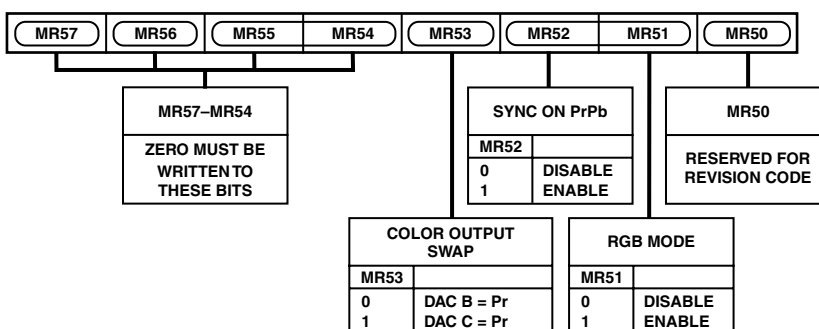 MR57 MR56 MR55 MR54 MR53 MR52 MR51 MR50
MR57–MR54
ZERO MUST BE
WRITTEN TO
THESE BITS
SYNC ON PrPb
MR52
0 DISABLE
1 ENABLE
MR50
RESERVED FOR
REVISION CODE
COLOR OUTPUT
SWAP
MR53
0 DAC B = Pr
1 DAC C = Pr
RGB MODE
MR51
0 DISABLE
1 ENABLE